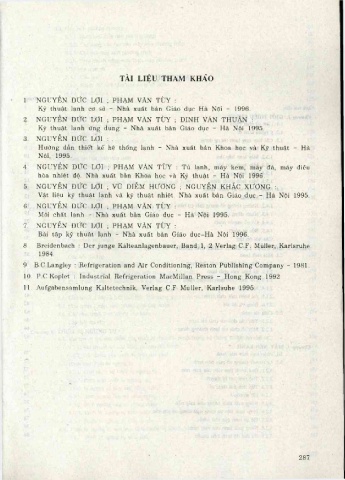 TÀI LIỆU THAM KHẢO
1 NGUYỄN ĐỨC LỢI ; PHẠM VĂN TÙY :
Kỹ thuật lạnh cơ sở - Nhà xuất bản Giáo dục Hà Nội - 1996.
2 NGUYỄN ĐỨC LỢI ; PHẠM VĂN TÙY ; ĐINH VĂN THUẬN
Kỹ thuật lạnh ứng dụng - Nhà xuất bản Giáo dục - Hà Nội 1995.
3. NGUYỄN ĐỨC LỢI :
Hướng dẫn thiết kế hệ thống lạnh - Nhà xuất bản Khoa học và Kỹ thuật - Hà
Nội, 1995.
4 NGUYỄN ĐỨC LỢI ; PHẠM VĂN TÙY : Tủ lạnh, máy kem, máy đá, máy điều
hòa nhiệt độ. Nhà xuất bản Khoa học và Kỹ thuật - Hà Nội 1996
5 NGUYỄN ĐỨC LỢI ; VŨ DIỄM HƯƠNG ; NGUYỄN KHẮC XƯƠNG :
Vật liệu kỹ thuật lạnh và kỹ thuật nhiệt Nhà xuất bản Giáo dục - Hà Nội 1995.
6 NGUYỄN ĐỨC LỢI ; PHẠM VĂN TÙY :
Môi chất lạnh - Nhà xuất bản Giáo dục - Hà Nội 1995.
7. NGUYỄN ĐỨC LỢI ; PHẠM VĂN TÙY :
Bài tập kỹ thuật lạnh - Nhà xuất bản Giáo dục-Hà Nội 1996.
8 Breidenbach : Der junge Kalteanlagenbauer, Band, 1, 2 Verlag C.F. Muller, Karlsruhe
1984
9 B.C.Langley : Refrigeration and Air Conditioning, Reston Publishing Company - 1981.
10 P.C.Koplet : Industrial Refrigeration MacMillan Press - Hong Kong 1992
11 Aufgabensamlung Kaltetechnik, Verlag C.F. Muller, Karlsuhe 1995.
287